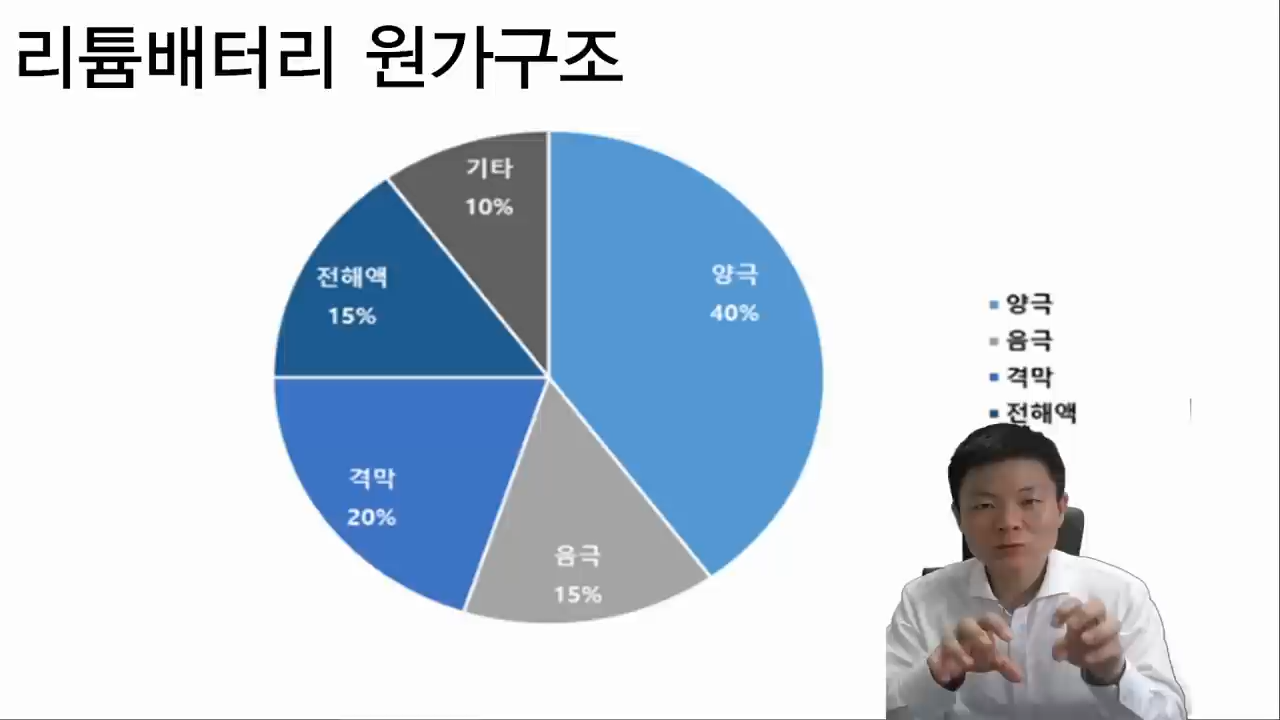 리튬배터리 원가구조
기타
10%
양극
40%
전해액
15%
격막
20%
음극
15%
양극
음극
격막
전해액